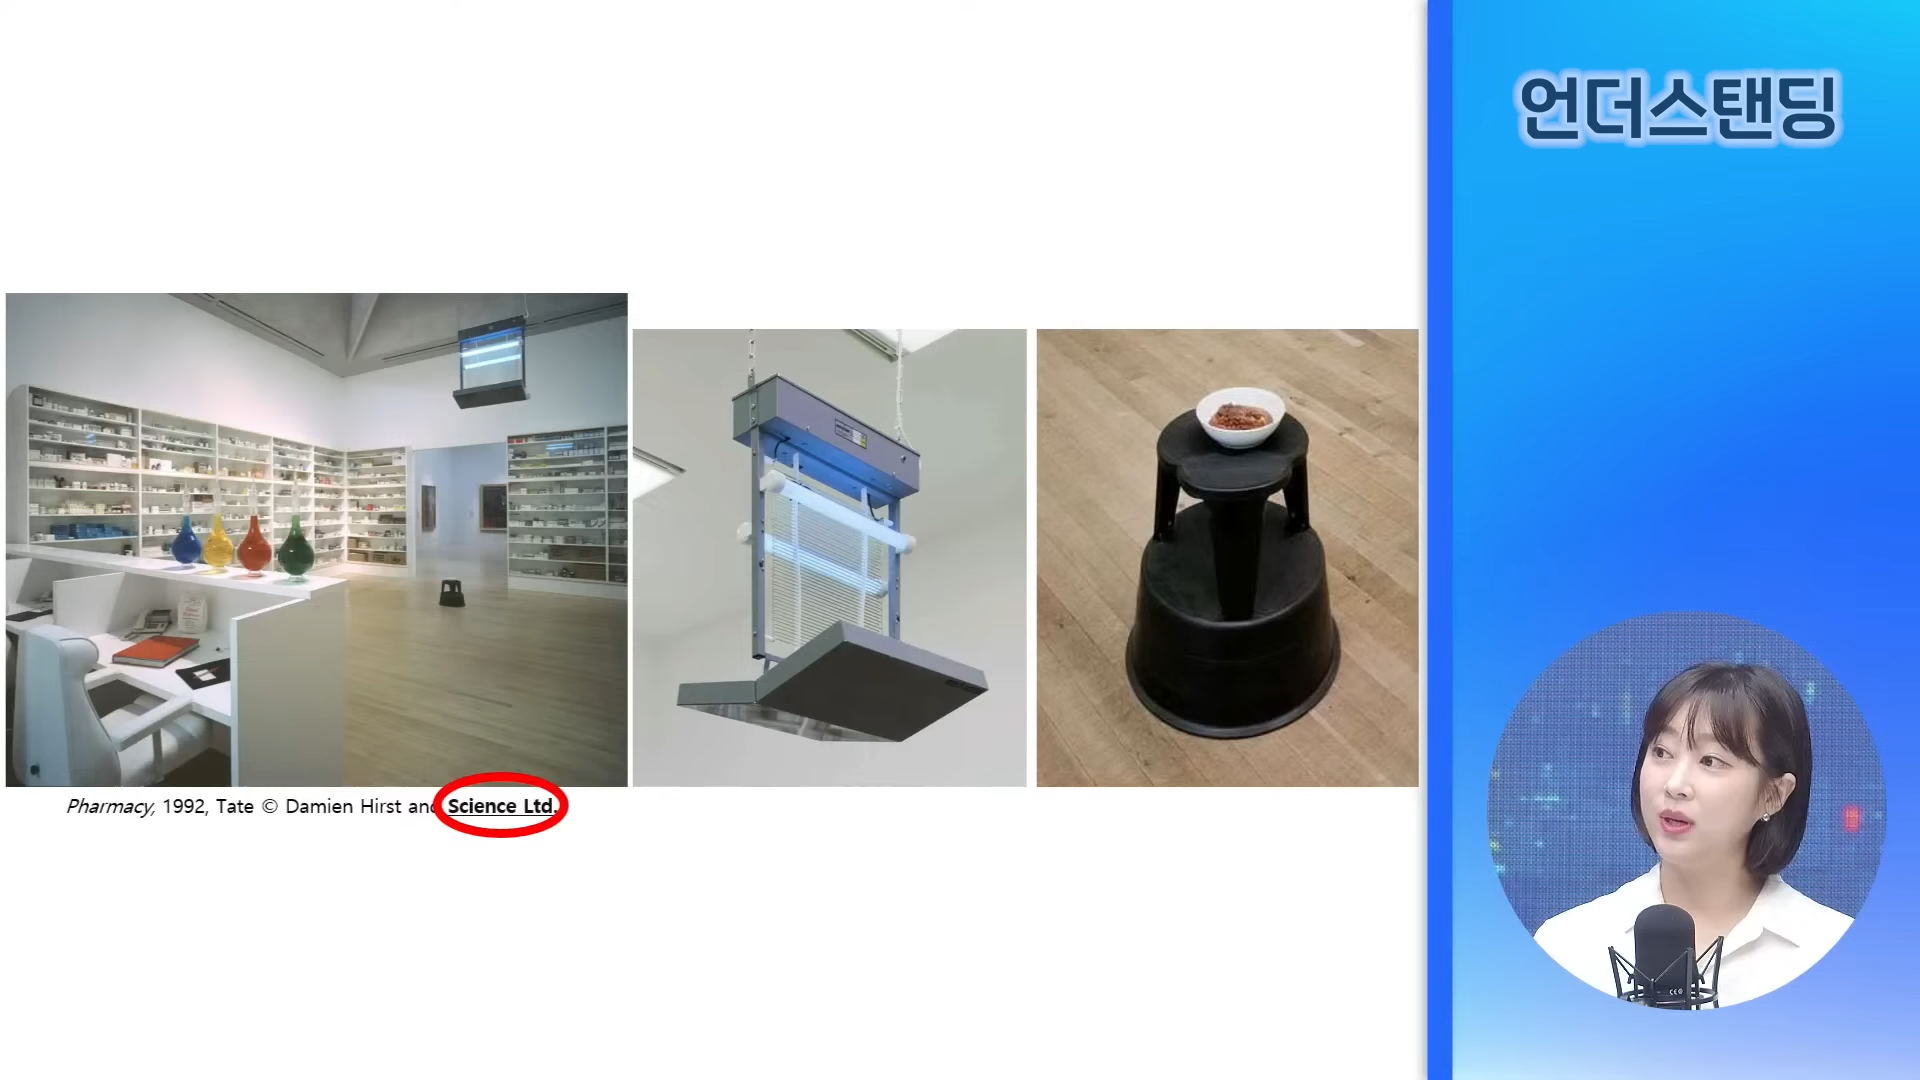 언더스탠딩
Pharmacy, 1992, Tate © Damien Hirst and Science Ltd.